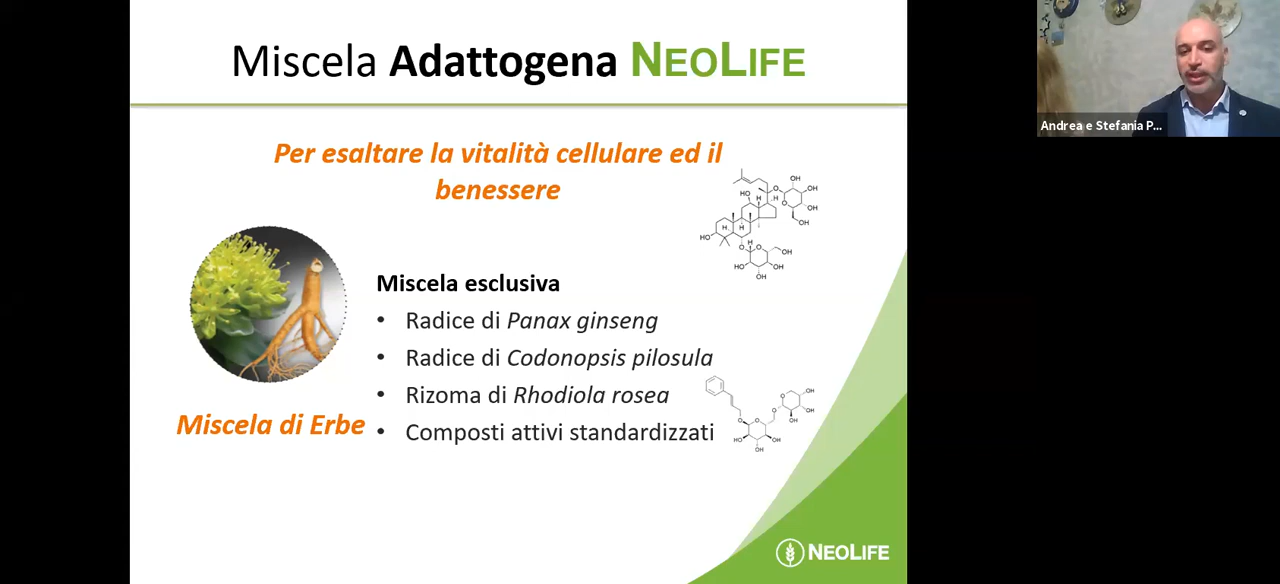 Miscela Adattogena NEOLIFE
Andrea e Stefania P...
Per esaltare la vitalità cellulare ed il
benessere
Miscela esclusiva
• Radice di Panax ginseng
• Radice di Codonopsis pilosula
• Rizoma di Rhodiola rosea
• Composti attivi standardizzati
Miscela di Erbe
NEOLIFE